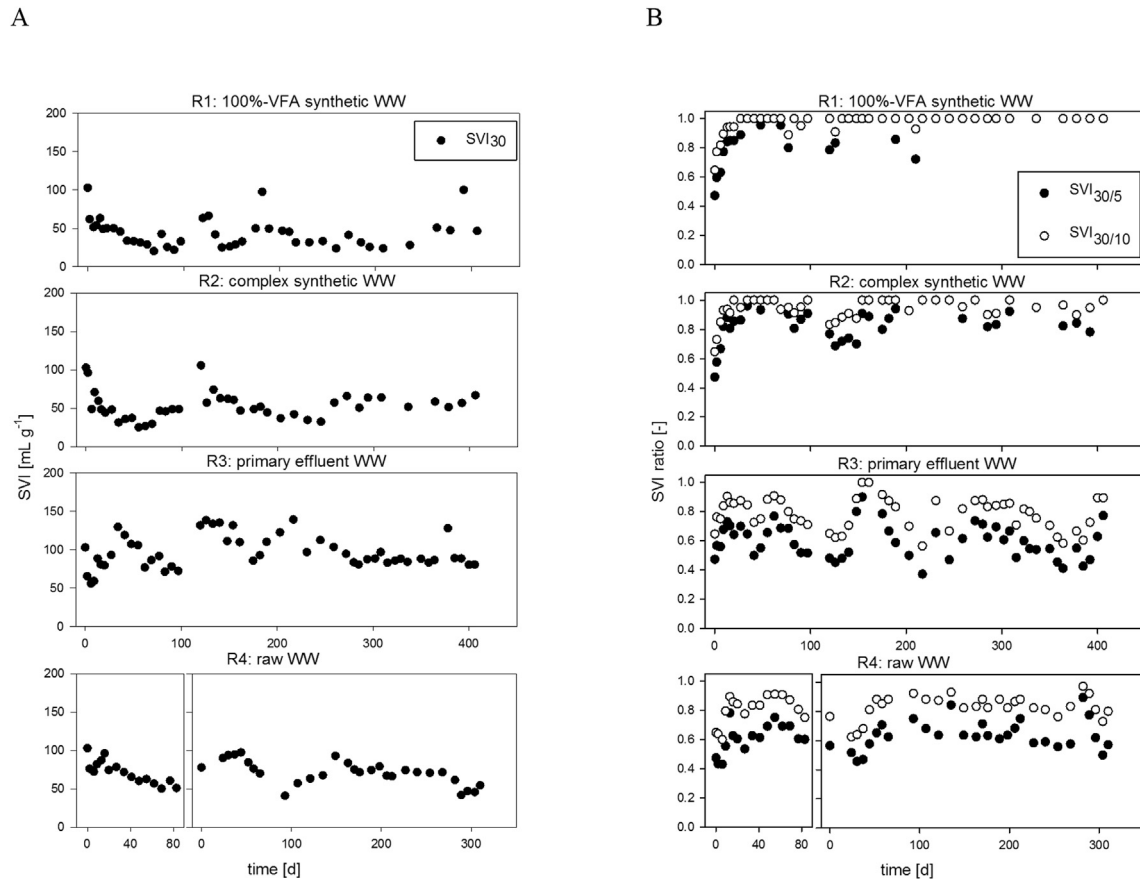 A
B
R1: 100%-VFA synthetic WW
200
150
100
50
0
SVI30
R2: complex synthetic WW
200
150
100
50
0
R3: primary effluent WW
200
150
100
50
0
0 100 200 300 400
R4: raw WW
200
150
100
50
0
0 40 80 0 100 200 300
SVI [mL g-1]
time [d]
R1: 100%-VFA synthetic WW
1.0
0.8
0.6
0.4
0.2
0.0
SVI30/5
SVI30/10
R2: complex synthetic WW
1.0
0.8
0.6
0.4
0.2
0.0
R3: primary effluent WW
1.0
0.8
0.6
0.4
0.2
0.0
0 100 200 300 400
R4: raw WW
1.0
0.8
0.6
0.4
0.2
0.0
0 40 80 0 100 200 300
SVI ratio [-]
time [d]